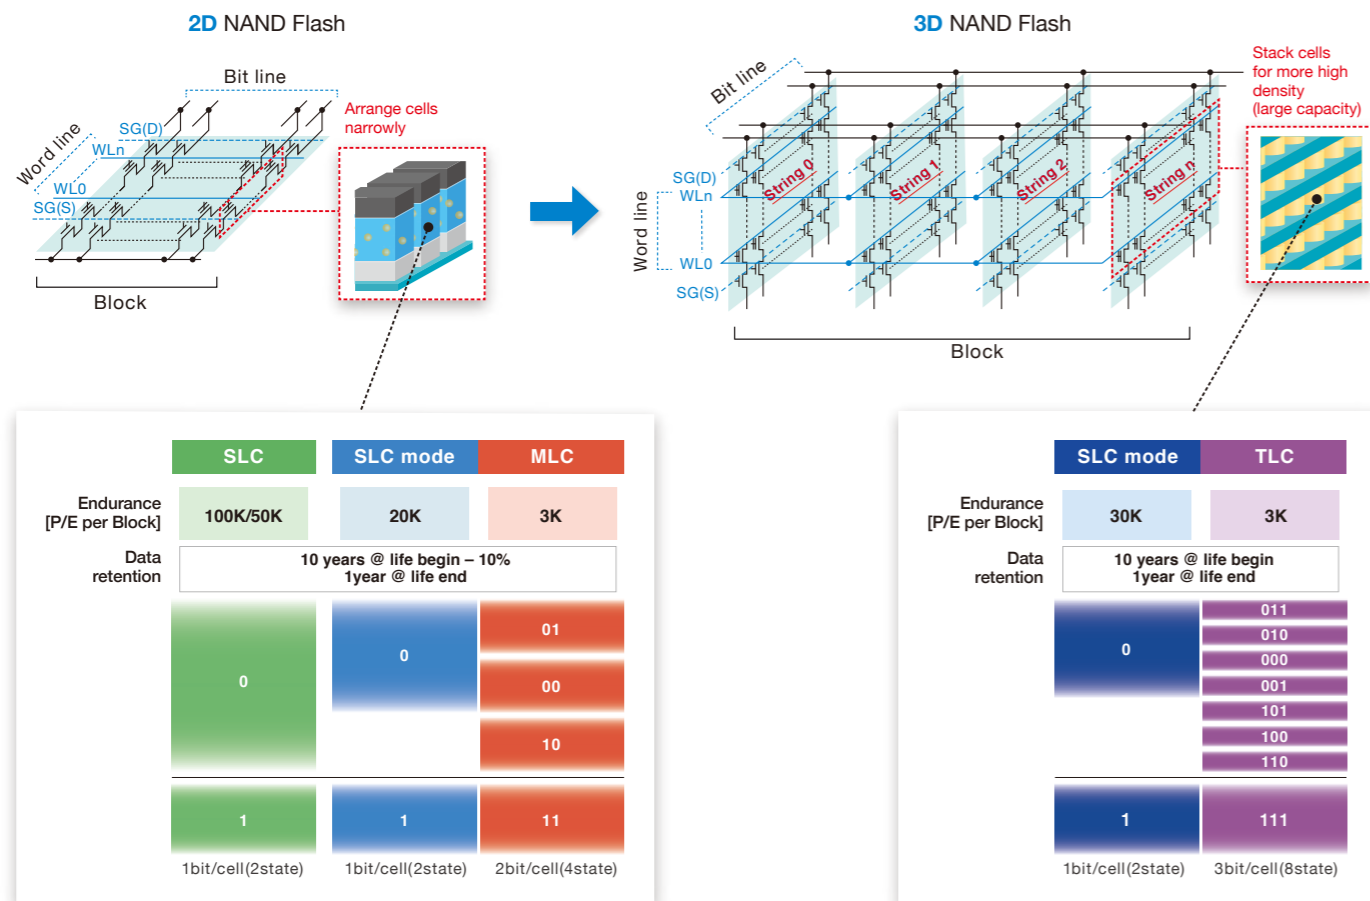 2D NAND Flash
Bit line
Arrange cells
narrowly
Word line
SG(D)
WLn
WL0
SG(S)
Block
3D NAND Flash
Stack cells
for more high
density
(large capacity)
Bit line
String 0
String 1
String 2
String n
Word line
SG(D)
WLn
WL0
SG(S)
Block
SLC
SLC mode
MLC
Endurance
[P/E per Block]
100K/50K
20K
3K
Data
retention
10 years @ life begin – 10%
1year @ life end
0
0
01
00
10
1
1
11
1bit/cell(2state)
1bit/cell(2state)
2bit/cell(4state)
SLC mode
TLC
Endurance
[P/E per Block]
30K
3K
Data
retention
10 years @ life begin
1year @ life end
0
011
010
000
001
101
100
110
1
111
1bit/cell(2state)
3bit/cell(8state)